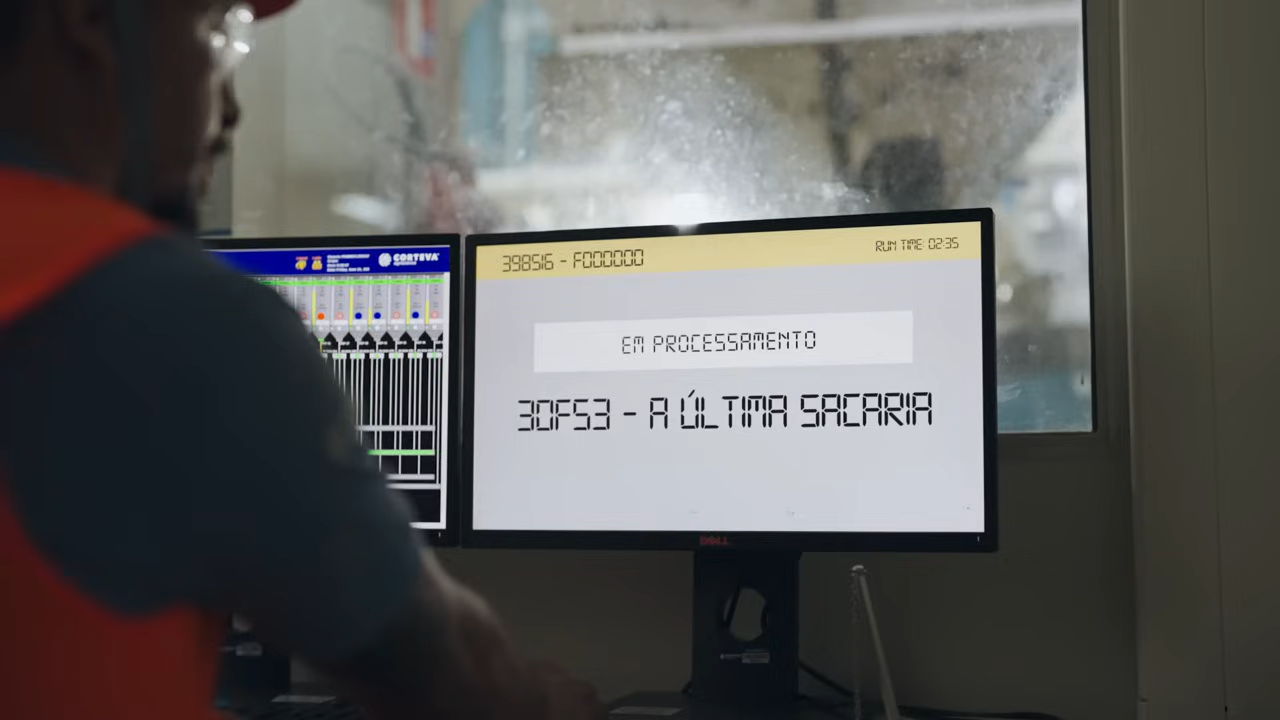 CORTEVA
398516 - F000000
RUN TIME: 02:35
EM PROCESSAMENTO
30F53 - A ÚLTIMA SACARIA
DELL